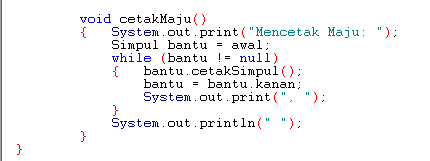 void cetakMaju()
{ System.out.print("Mencetak Maju: ");
Simpul bantu = awal;
while (bantu != null)
{ bantu.cetakSimpul();
bantu = bantu.kanan;
System.out.print(", ");
}
System.out.println(" ");
}
}